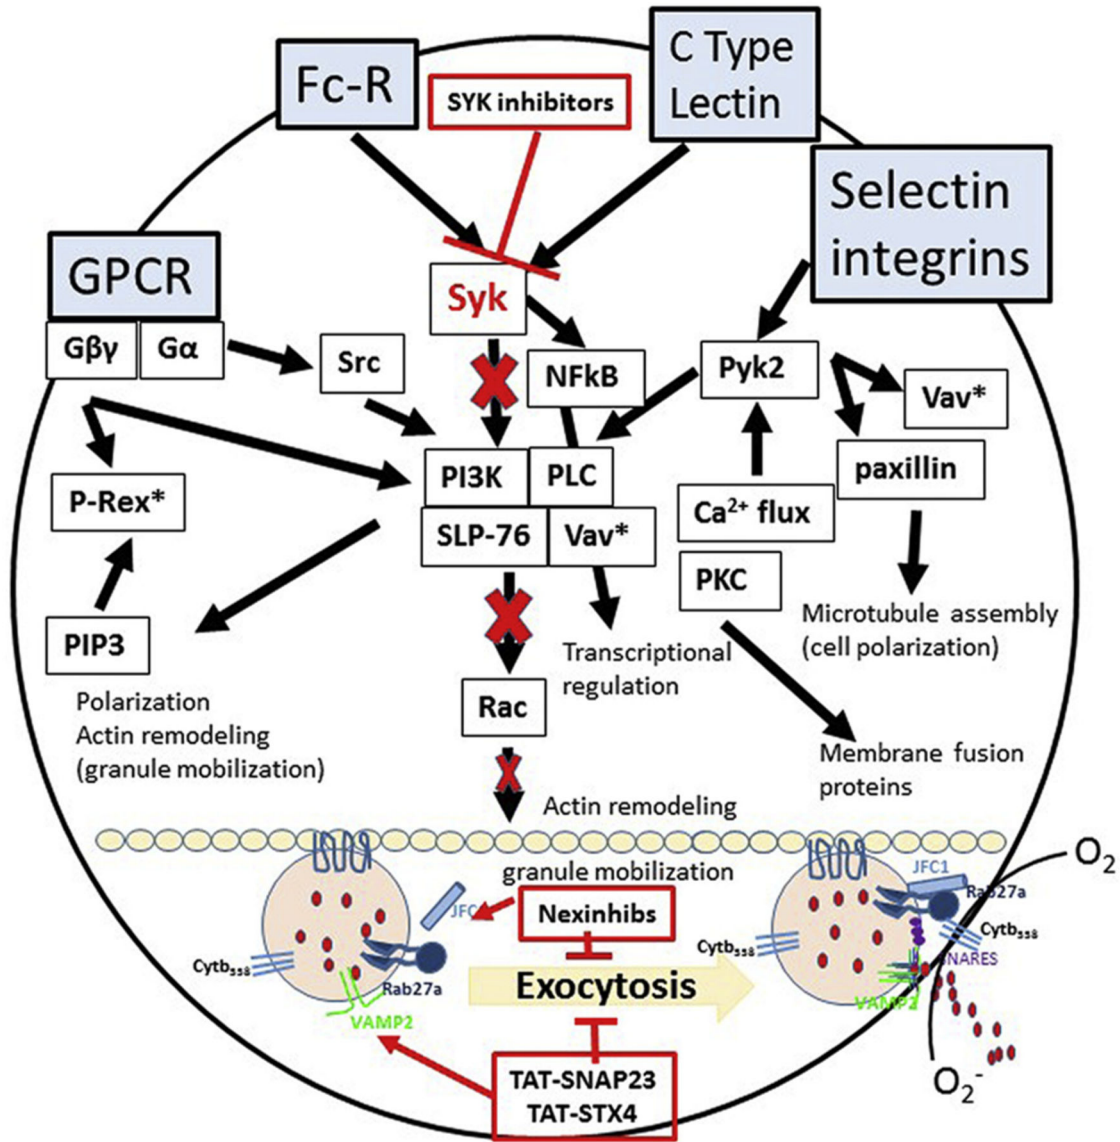 Fc-R
SYK inhibitors
C Type
Lectin
Selectin
integrins
GPCR
Gβγ
Gα
Syk
Src
NFkB
Pyk2
Vav*
P-Rex*
PI3K
PLC
paxillin
SLP-76
Vav*
Ca²⁺ flux
PKC
PIP3
Microtubule assembly
(cell polarization)
Transcriptional
regulation
Polarization
Actin remodeling
(granule mobilization)
Rac
Membrane fusion
proteins
Actin remodeling
granule mobilization
JFC
Nexinhibs
JFC1
Rab27a
O₂
Cytb₅₅₈
Rab27a
VAMP2
Exocytosis
Cytb₅₅₈
Cytb₅₅₈
SNARES
VAMP2
TAT-SNAP23
TAT-STX4
O₂⁻